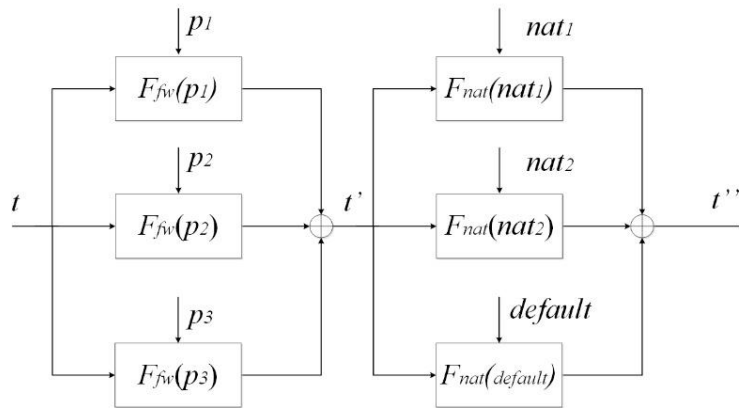 p1 nat1
Ffw(p1) Fnat(nat1)
p2 nat2
t t' t''
Ffw(p2) Fnat(nat2)
p3 default
Ffw(p3) Fnat(default)